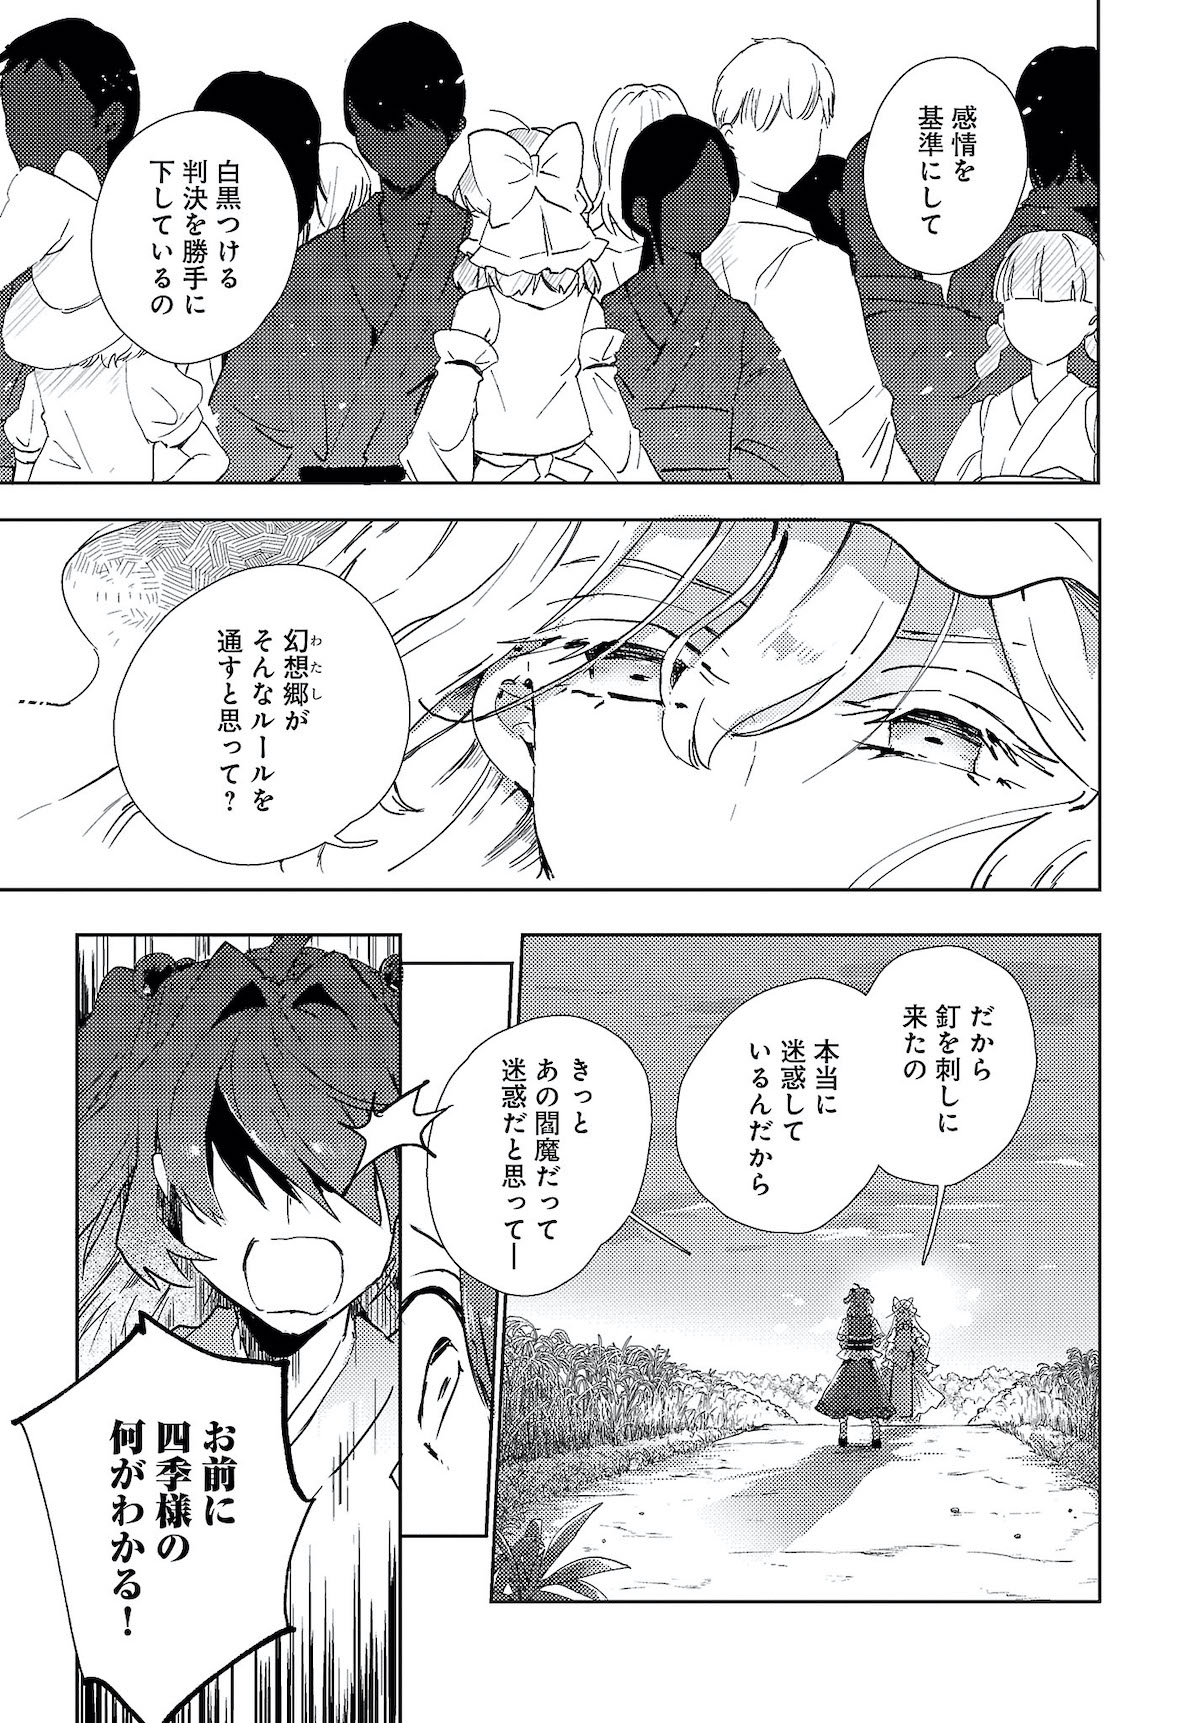 感情を
基準にして
白黒つける
判決を勝手に
下しているの
幻想郷が
わたし
そんなルールを
通すと思って？
だから
釘を刺しに
来たの
本当に
迷惑して
いるんだから
きっと
あの閻魔だって
迷惑だと思って―
お前に
四季様の
何がわかる！